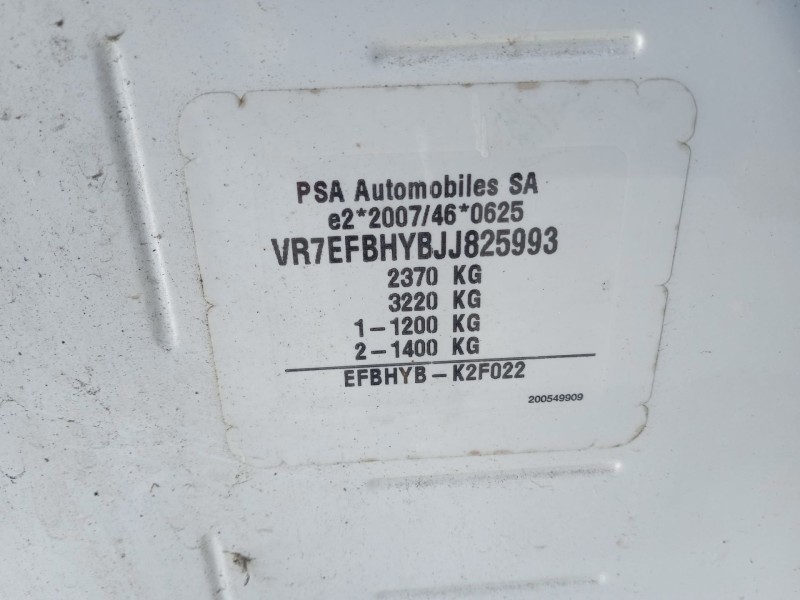 PSA Automobiles SA
e2*2007/46*0625
VR7EFBHYBJJ825993
2370 KG
3220 KG
1-1200 KG
2-1400 KG
EFBHYB-K2F022
200549909